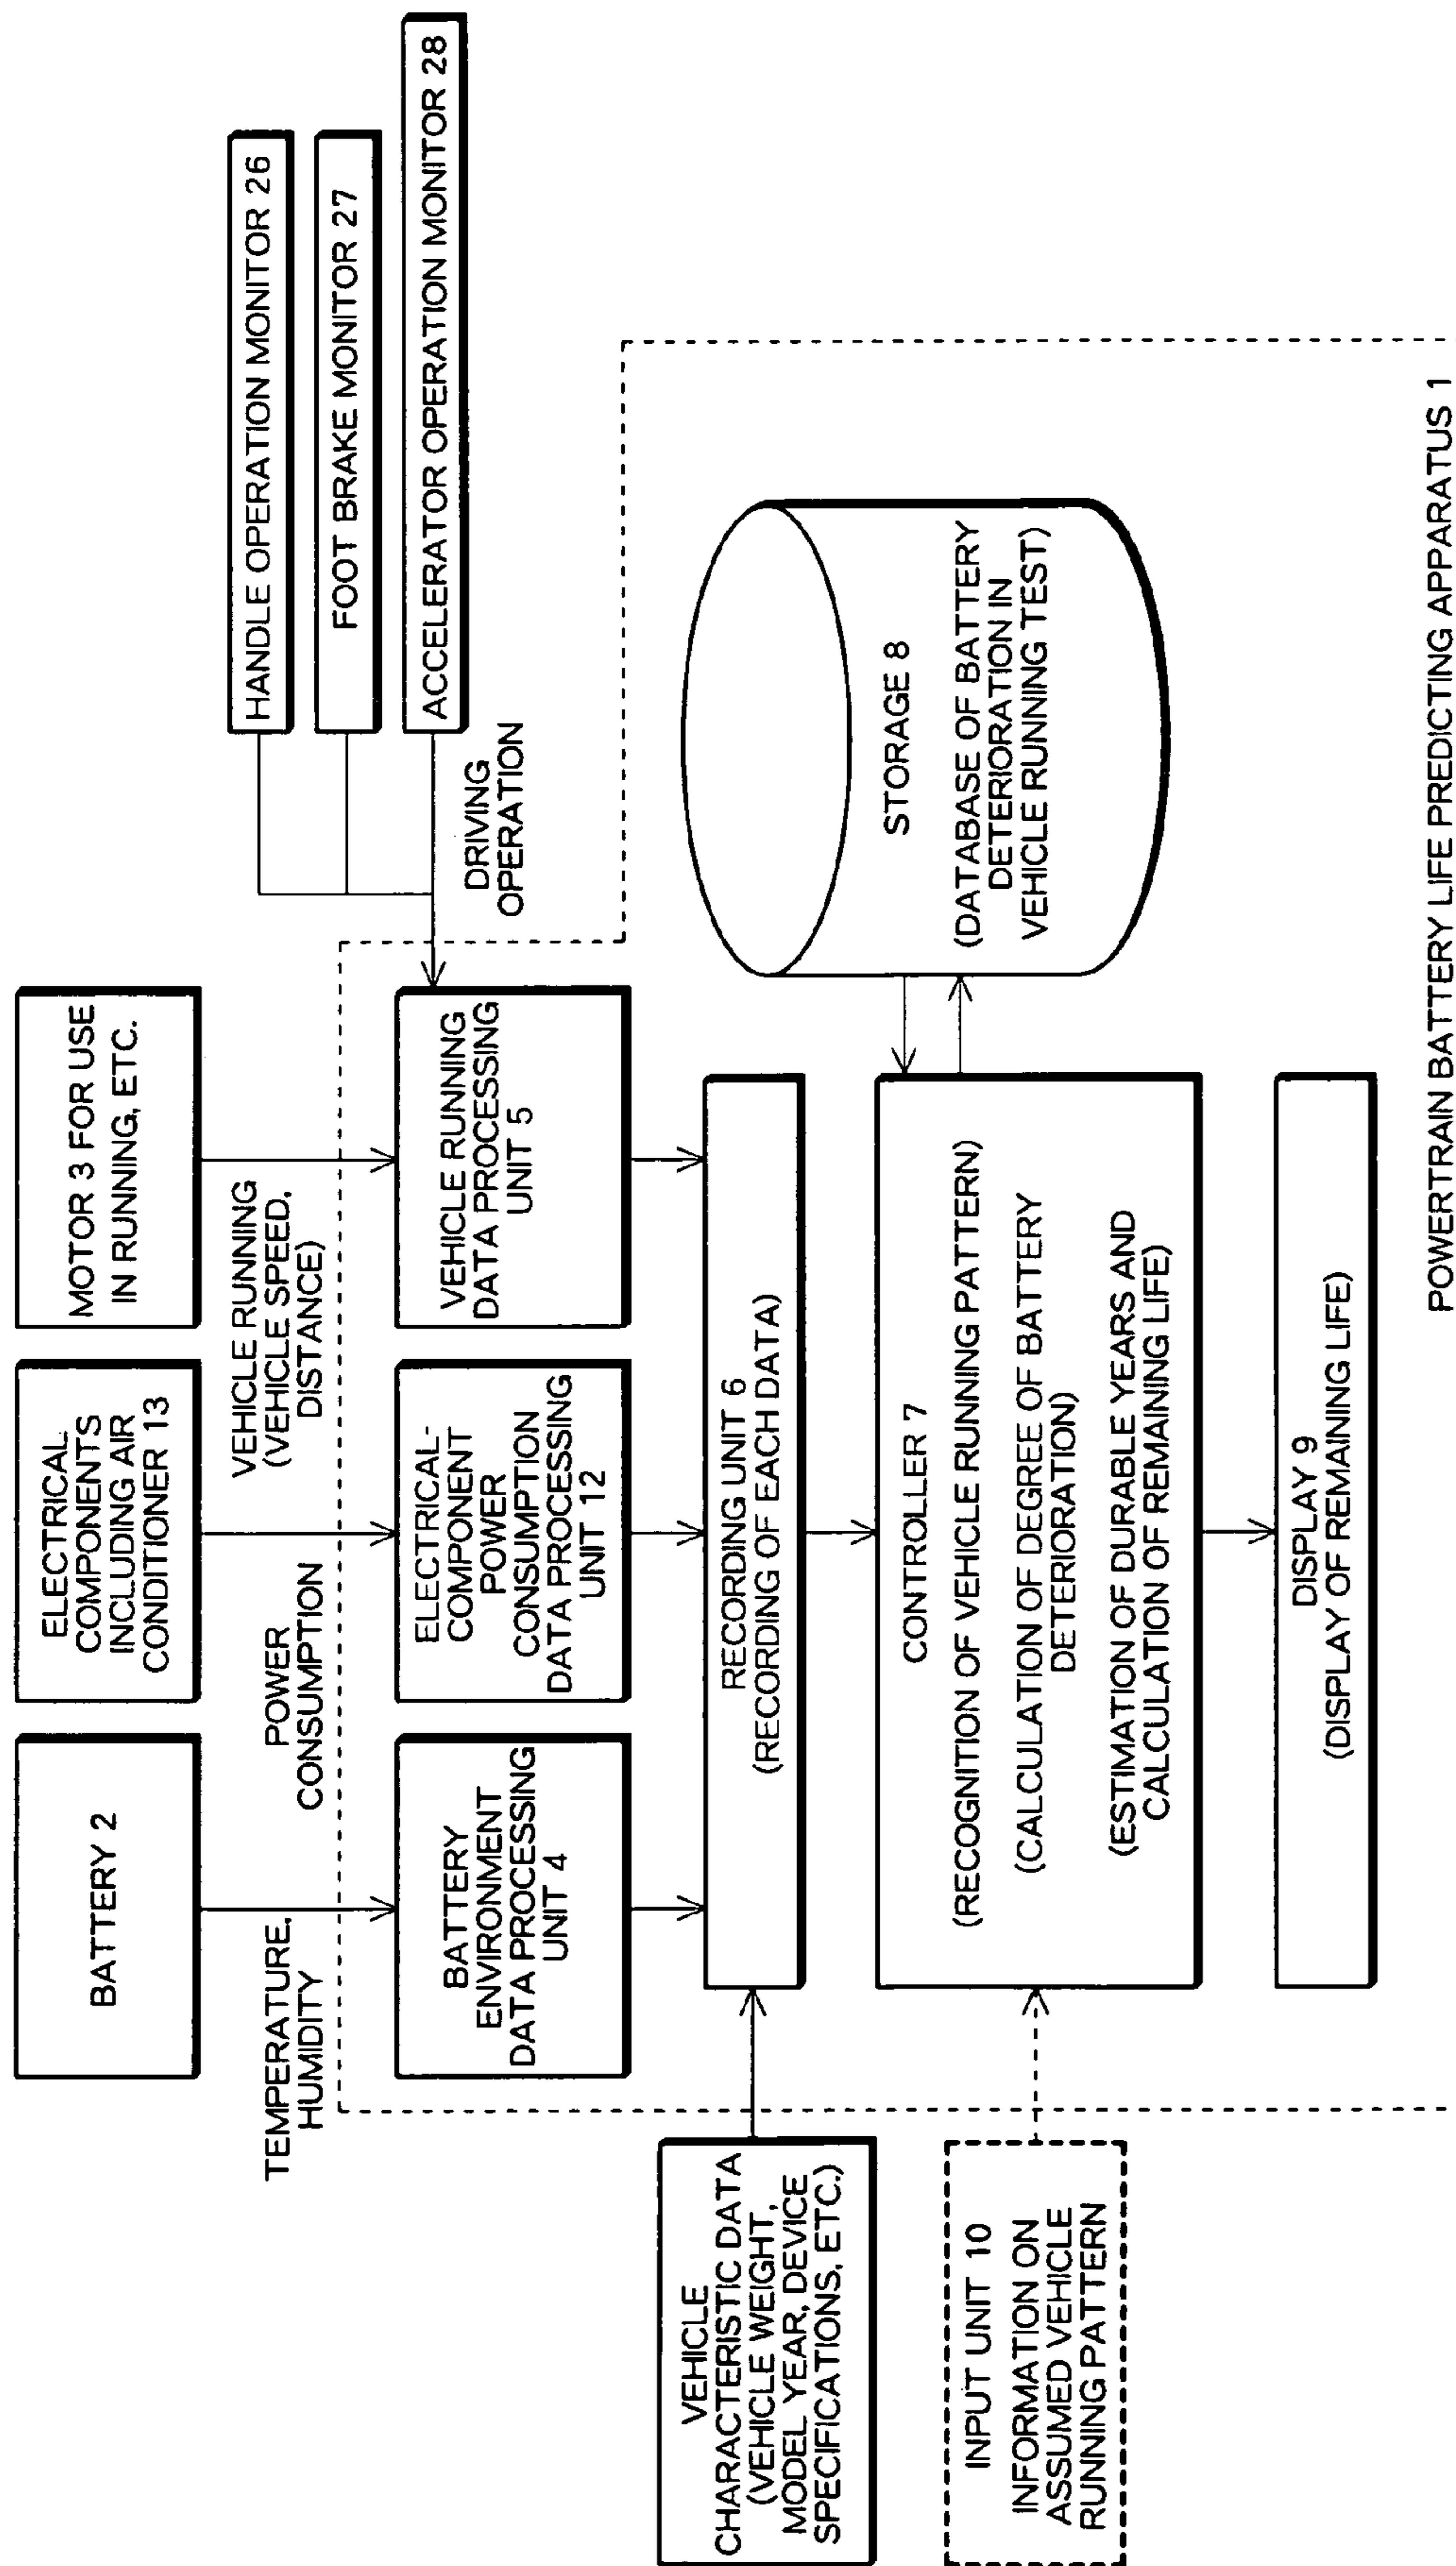 BATTERY 2
ELECTRICAL
COMPONENTS
INCLUDING AIR
CONDITIONER 13
MOTOR 3 FOR USE
IN RUNNING, ETC.
HANDLE OPERATION MONITOR 26
FOOT BRAKE MONITOR 27
ACCELERATOR OPERATION MONITOR 28
TEMPERATURE,
HUMIDITY
POWER
CONSUMPTION
VEHICLE RUNNING
(VEHICLE SPEED,
DISTANCE)
DRIVING
OPERATION
BATTERY
ENVIRONMENT
DATA PROCESSING
UNIT 4
ELECTRICAL-
COMPONENT
POWER
CONSUMPTION
DATA PROCESSING
UNIT 12
VEHICLE RUNNING
DATA PROCESSING
UNIT 5
VEHICLE
CHARACTERISTIC DATA
(VEHICLE WEIGHT,
MODEL YEAR, DEVICE
SPECIFICATIONS, ETC.)
RECORDING UNIT 6
(RECORDING OF EACH DATA)
STORAGE 8
(DATABASE OF BATTERY
DETERIORATION IN
VEHICLE RUNNING TEST)
INPUT UNIT 10
INFORMATION ON
ASSUMED VEHICLE
RUNNING PATTERN
CONTROLLER 7
(RECOGNITION OF VEHICLE RUNNING PATTERN)
(CALCULATION OF DEGREE OF BATTERY
DETERIORATION)
(ESTIMATION OF DURABLE YEARS AND
CALCULATION OF REMAINING LIFE)
DISPLAY 9
(DISPLAY OF REMAINING LIFE)
POWERTRAIN BATTERY LIFE PREDICTING APPARATUS 1